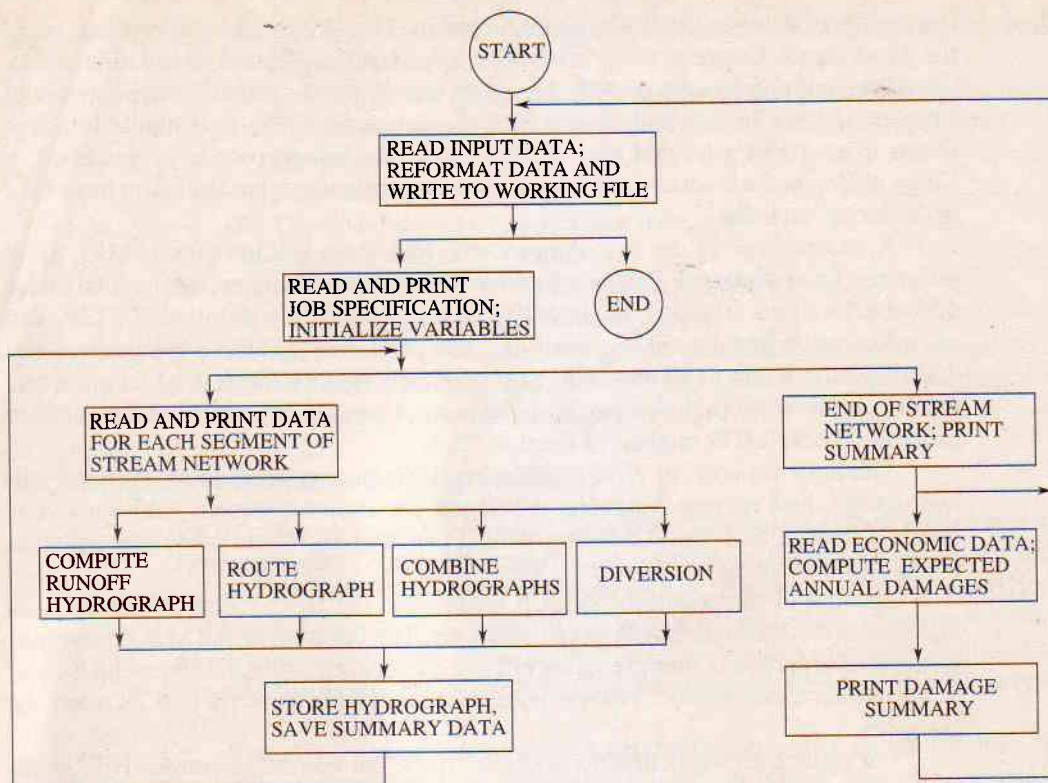 START
READ INPUT DATA;
REFORMAT DATA AND
WRITE TO WORKING FILE
READ AND PRINT
JOB SPECIFICATION;
INITIALIZE VARIABLES
END
READ AND PRINT DATA
FOR EACH SEGMENT OF
STREAM NETWORK
END OF STREAM
NETWORK; PRINT
SUMMARY
COMPUTE
RUNOFF
HYDROGRAPH
ROUTE
HYDROGRAPH
COMBINE
HYDROGRAPHS
DIVERSION
READ ECONOMIC DATA;
COMPUTE EXPECTED
ANNUAL DAMAGES
STORE HYDROGRAPH,
SAVE SUMMARY DATA
PRINT DAMAGE
SUMMARY